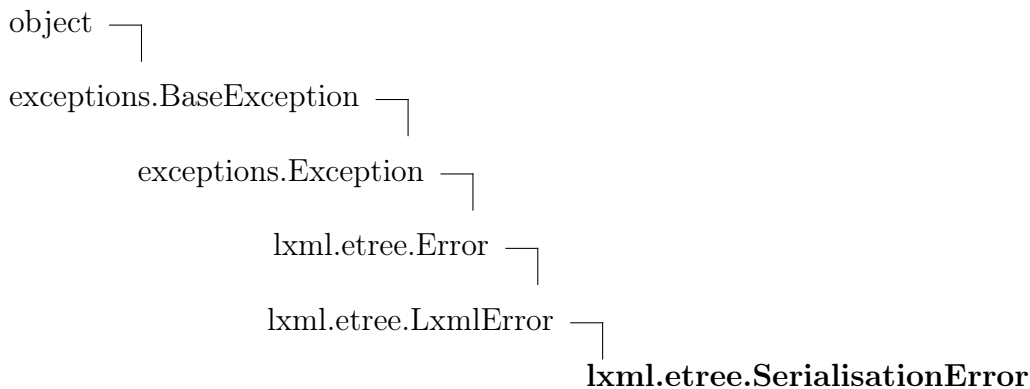 object
exceptions.BaseException
exceptions.Exception
lxml.etree.Error
lxml.etree.LxmlError
lxml.etree.SerialisationError